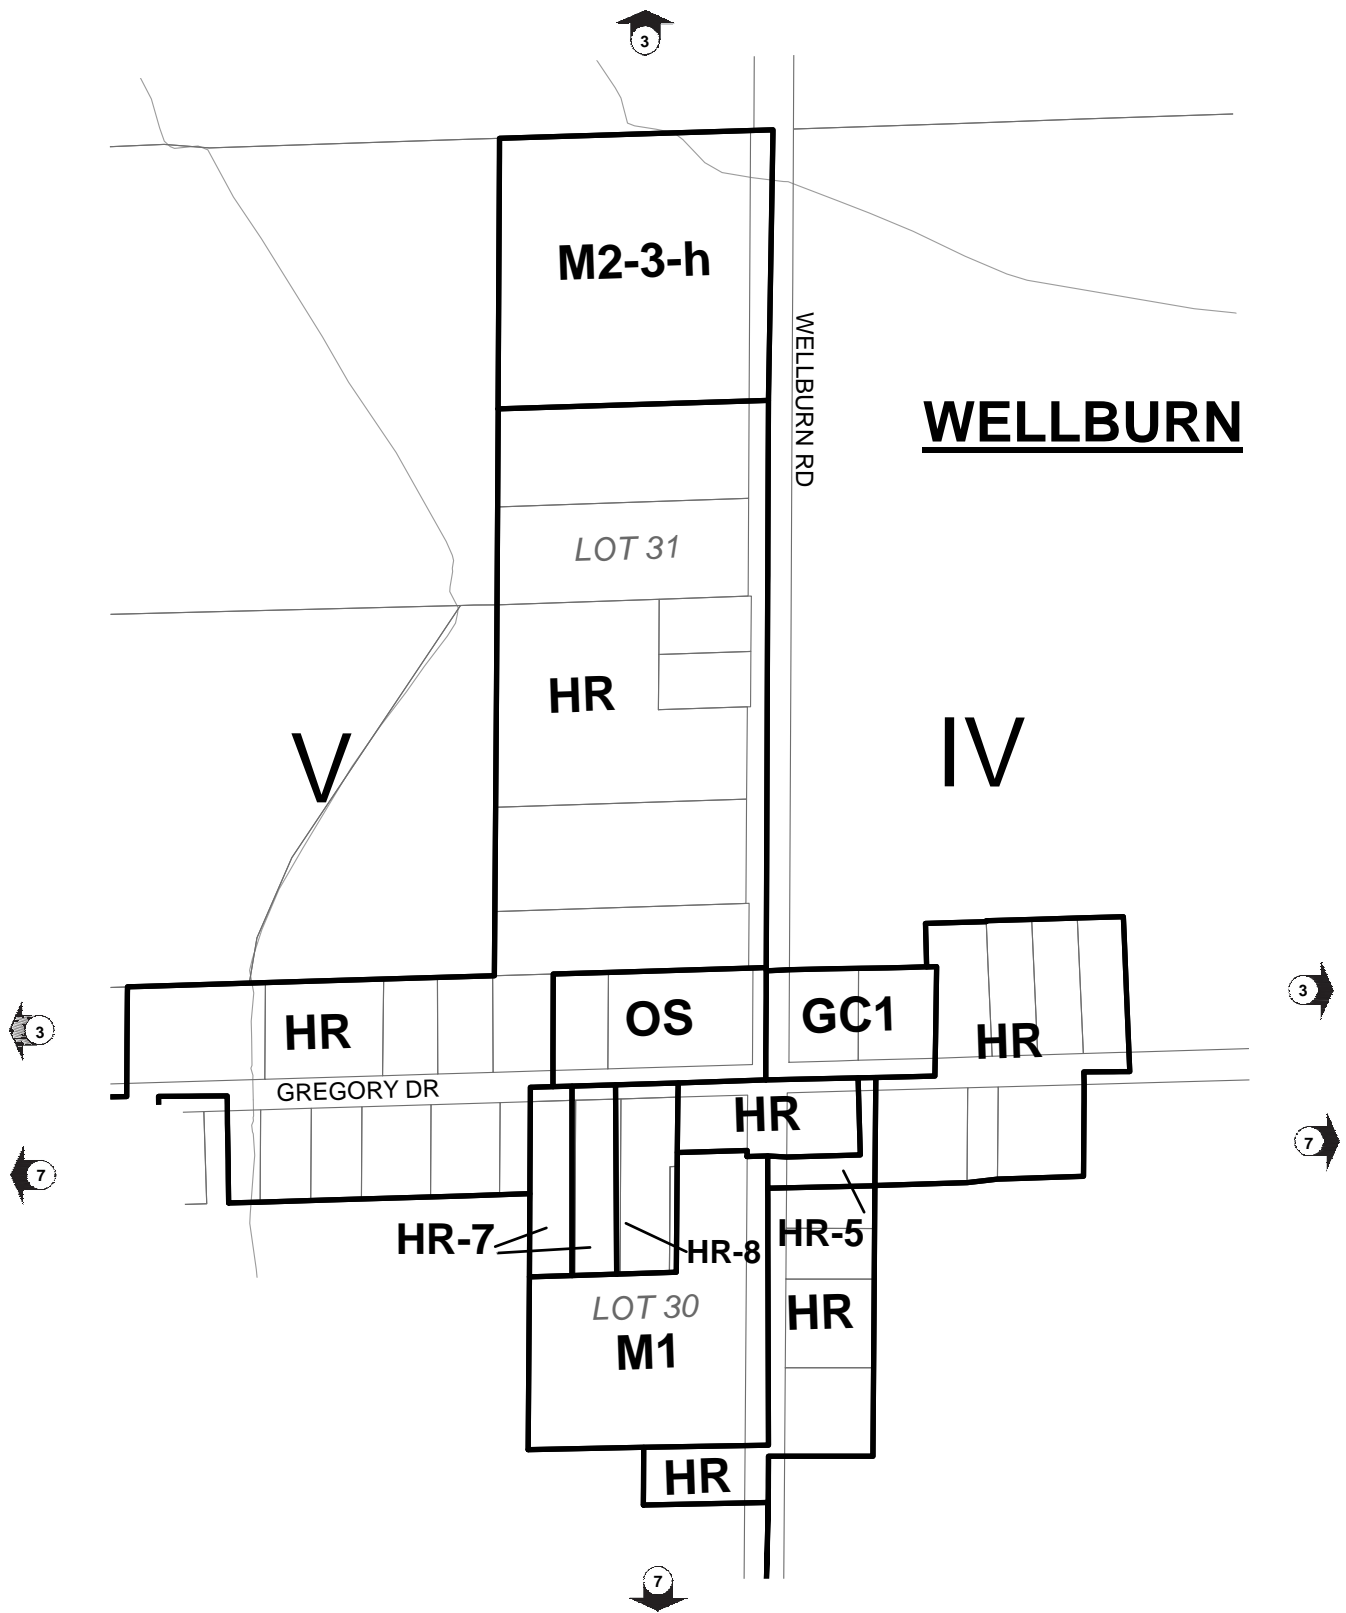 3
M2-3-h
WELLBURN RD
WELLBURN
LOT 31
HR
V
IV
3
HR
OS
GC1
HR
3
GREGORY DR
HR
7
7
HR-7
HR-8
HR-5
LOT 30
HR
M1
HR
7